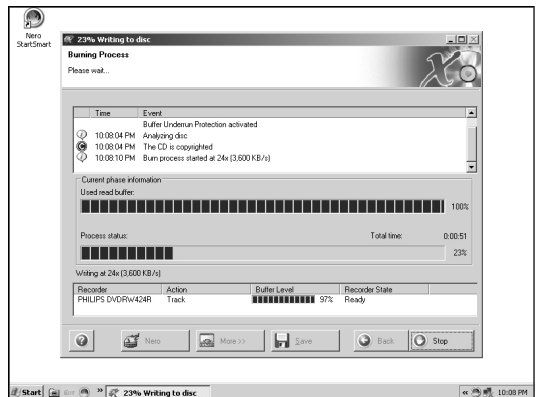 Nero
StartSmart
23% Writing to disc
Burning Process
Please wait...
Time Event
Buffer Underrun Protection activated
10:08:04 PM Analyzing disc
10:08:04 PM The CD is copyrighted
10:08:10 PM Burn process started at 24x (3,600 KB/s)
Current phase information
Used read buffer:
100%
Process status: Total time: 0:00:51
23%
Writing at 24x (3,600 KB/s)
Recorder Action Buffer Level Recorder State
PHILIPS DVDRW424R Track 97% Ready
Nero More >> Save Back Stop
Start » 23% Writing to disc « 10:08 PM